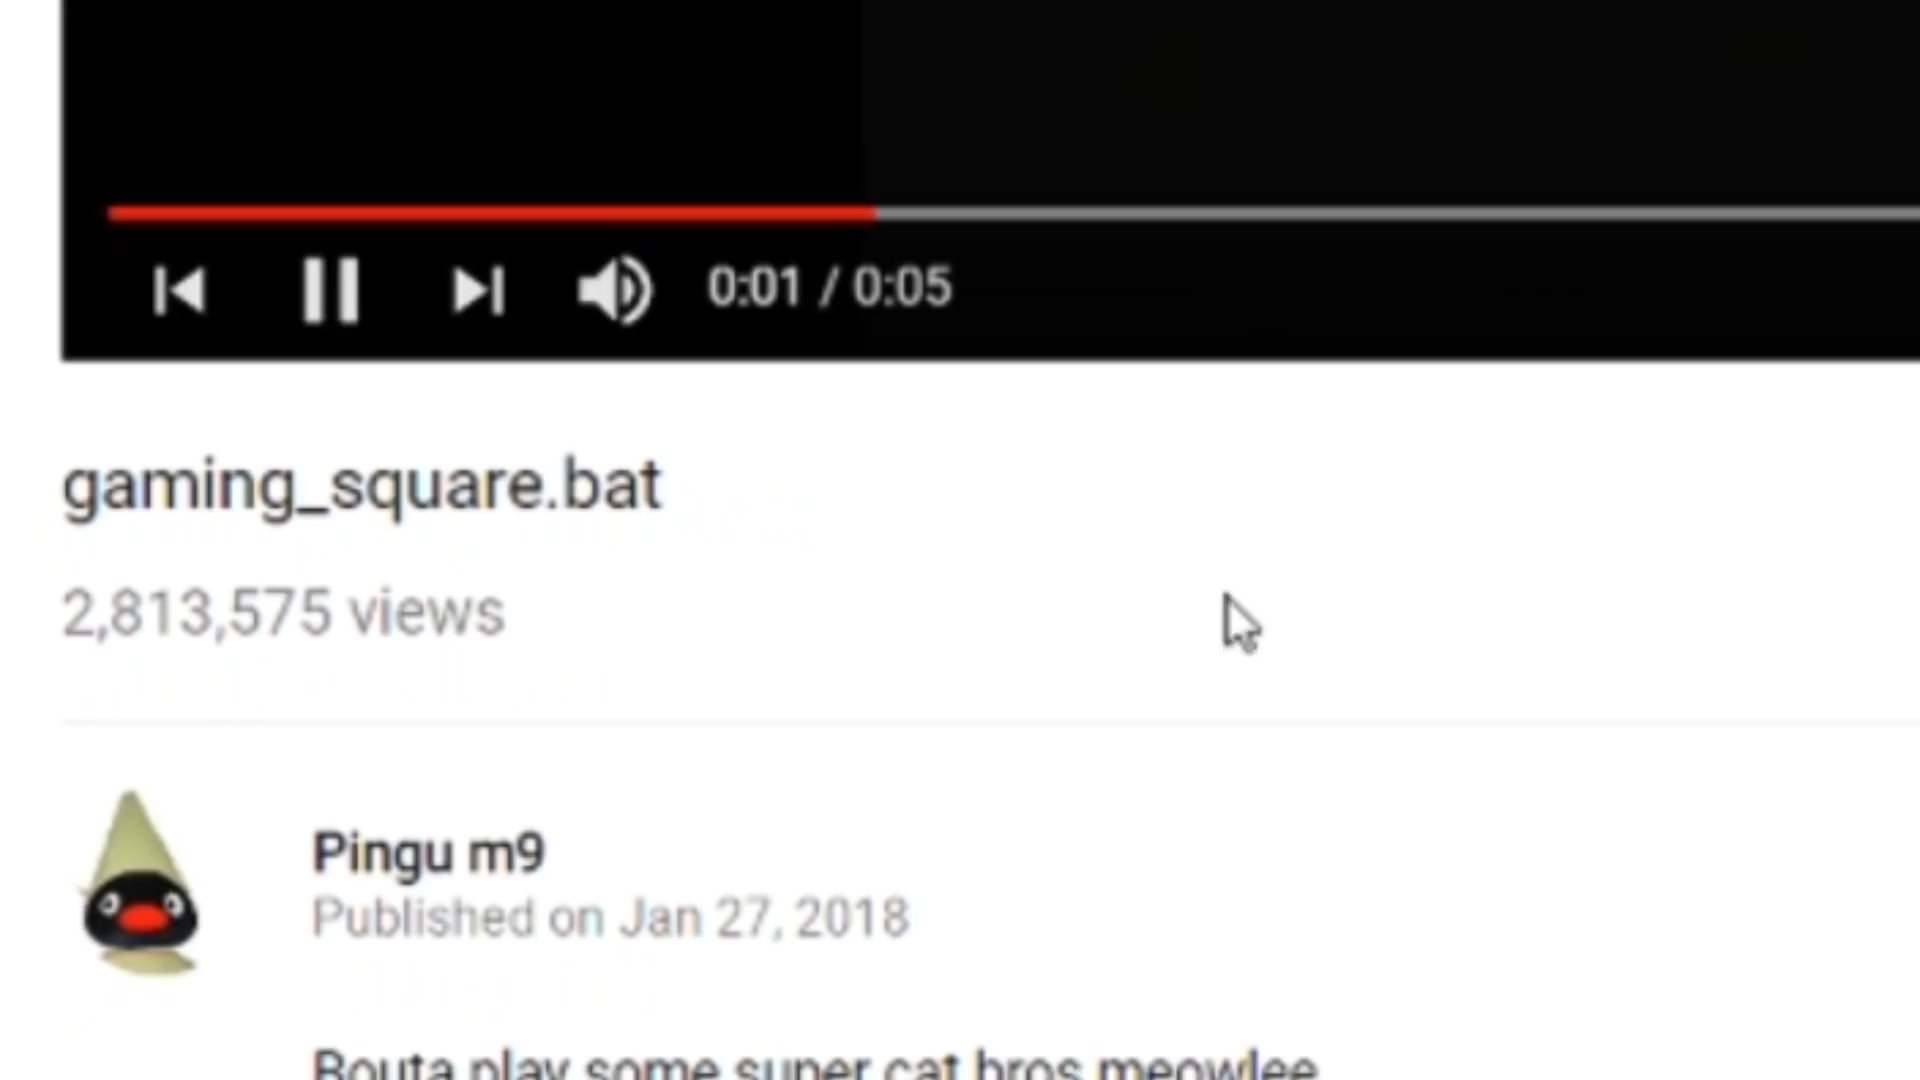 0:01 / 0:05
gaming_square.bat
2,813,575 views
Pingu m9
Published on Jan 27, 2018
Bouta play some super cat bros meowlee